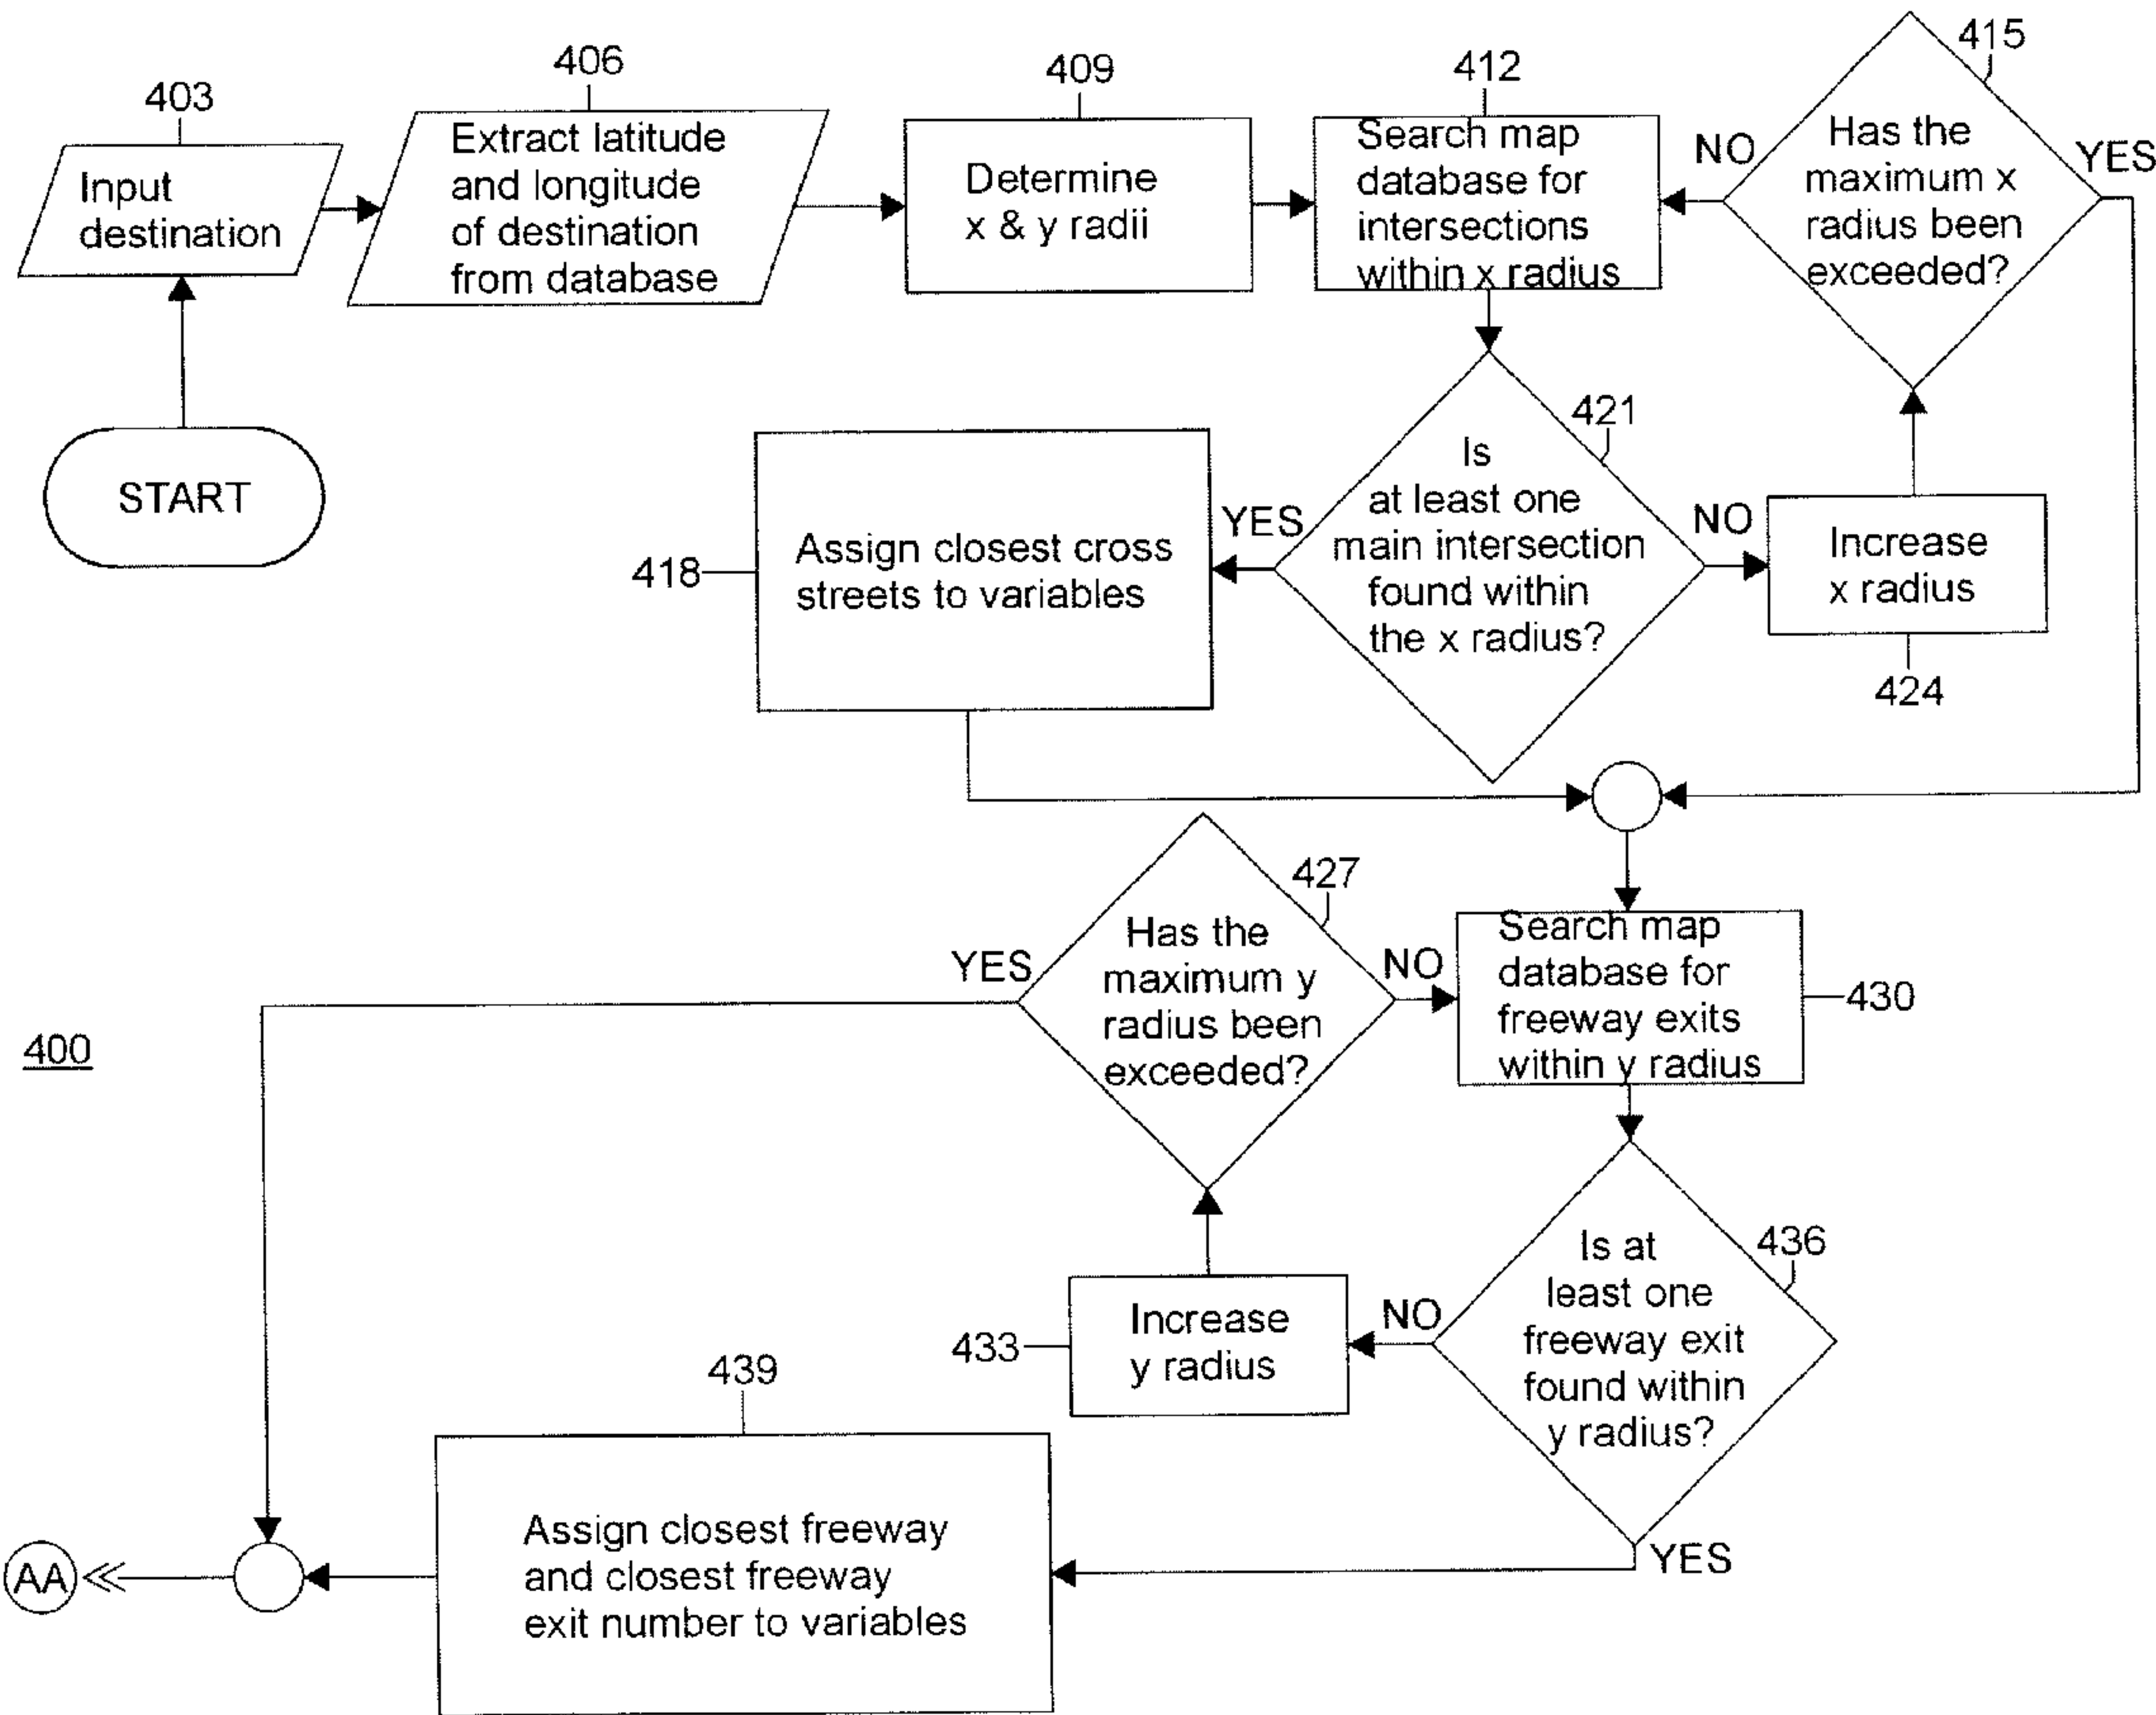 403
Input
destination
START
406
Extract latitude
and longitude
of destination
from database
409
Determine
x & y radii
412
Search map
database for
intersections
within x radius
415
Has the
maximum x
radius been
exceeded?
NO
YES
421
Is
at least one
main intersection
found within
the x radius?
YES
NO
418
Assign closest cross
streets to variables
Increase
x radius
424
427
Has the
maximum y
radius been
exceeded?
YES
NO
Search map
database for
freeway exits
within y radius
430
400
436
Is at
least one
freeway exit
found within
y radius?
NO
YES
433
Increase
y radius
439
Assign closest freeway
and closest freeway
exit number to variables
AA